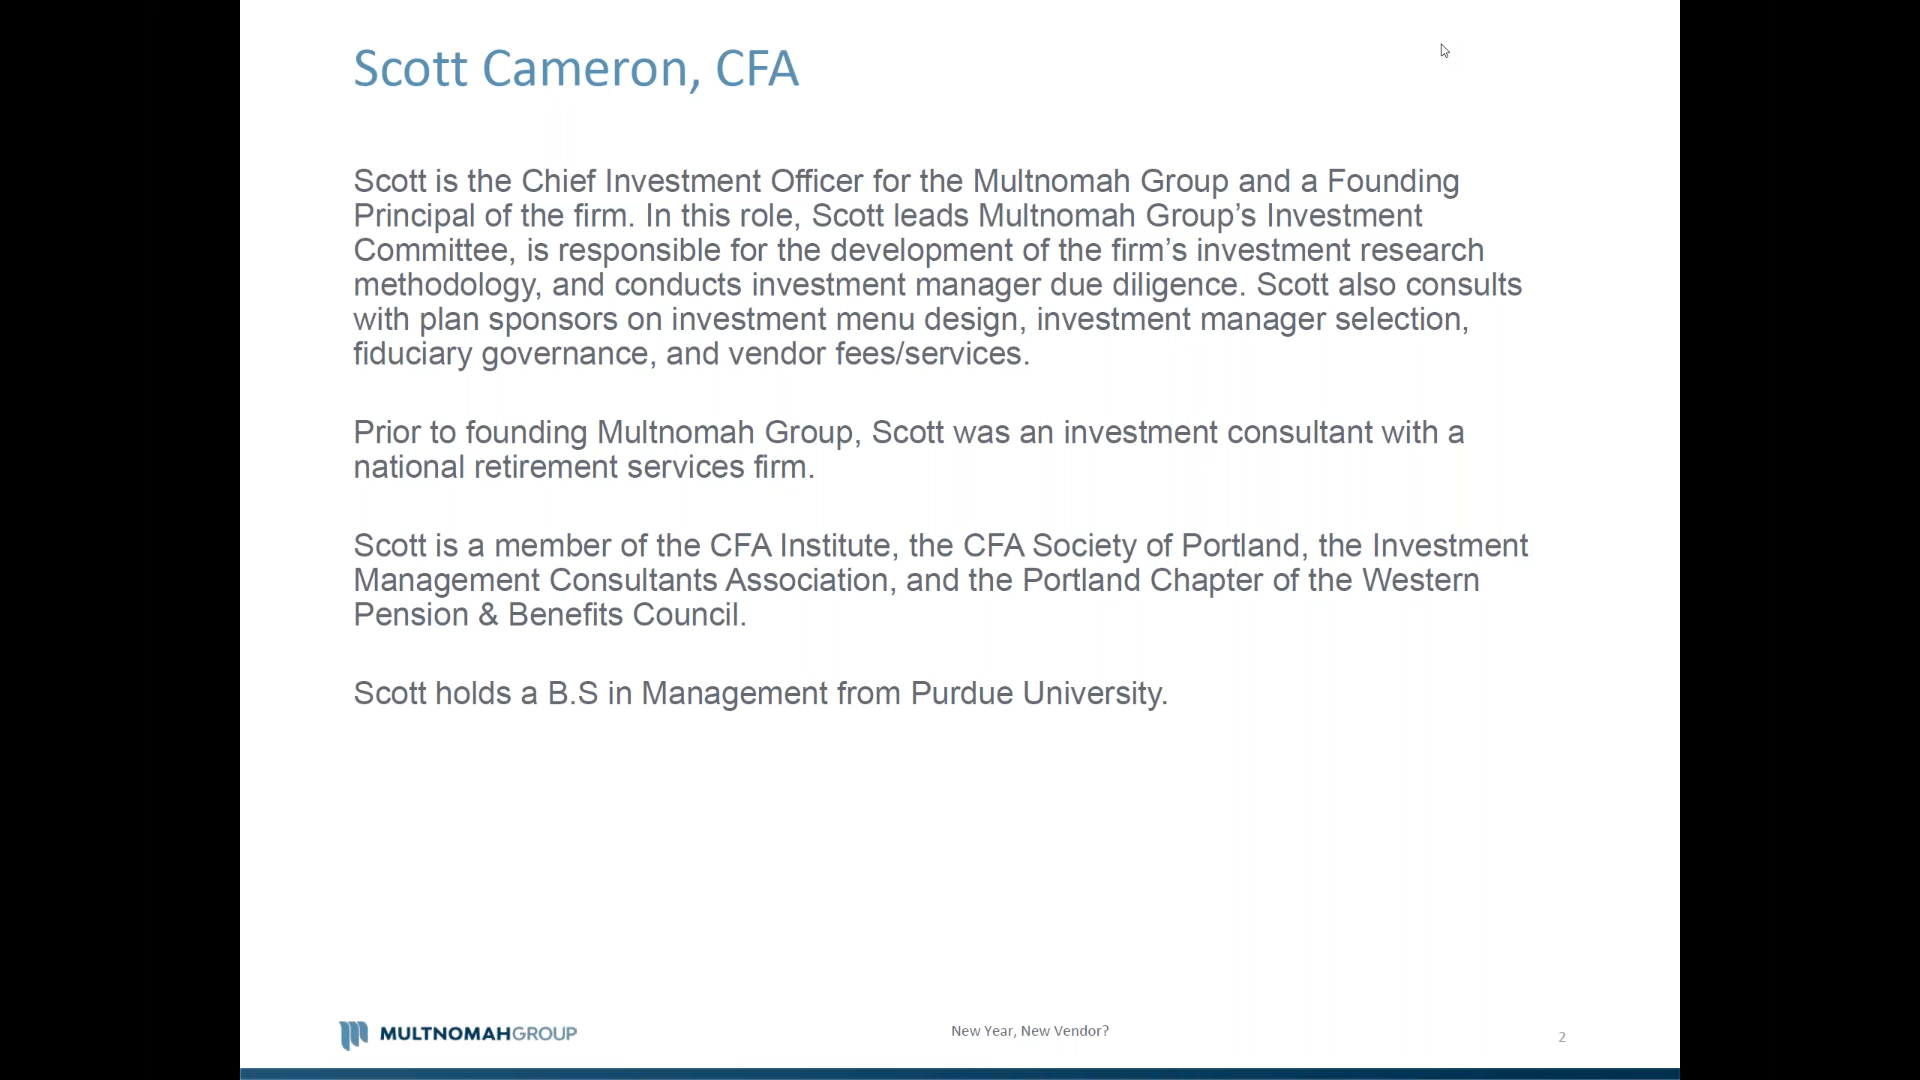 Scott Cameron, CFA
Scott is the Chief Investment Officer for the Multnomah Group and a Founding
Principal of the firm. In this role, Scott leads Multnomah Group’s Investment
Committee, is responsible for the development of the firm’s investment research
methodology, and conducts investment manager due diligence. Scott also consults
with plan sponsors on investment menu design, investment manager selection,
fiduciary governance, and vendor fees/services.
Prior to founding Multnomah Group, Scott was an investment consultant with a
national retirement services firm.
Scott is a member of the CFA Institute, the CFA Society of Portland, the Investment
Management Consultants Association, and the Portland Chapter of the Western
Pension & Benefits Council.
Scott holds a B.S in Management from Purdue University.
MULTNOMAHGROUP
New Year, New Vendor?
2